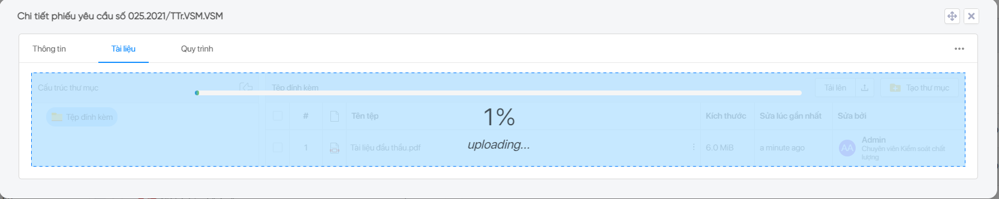 Chi tiết phiếu yêu cầu số 025.2021/TTr.VSM.VSM
Thông tin
Tài liệu
Quy trình
Cấu trúc thư mục
Tệp đính kèm
Tệp đính kèm
Tải lên
Tạo thư mục
#
Tên tệp
Kích thước
Sửa lúc gần nhất
Sửa bởi
1
Tài liệu đấu thầu.pdf
6.0 MiB
a minute ago
AA
Admin
Chuyên viên Kiểm soát chất
lượng
1%
uploading...